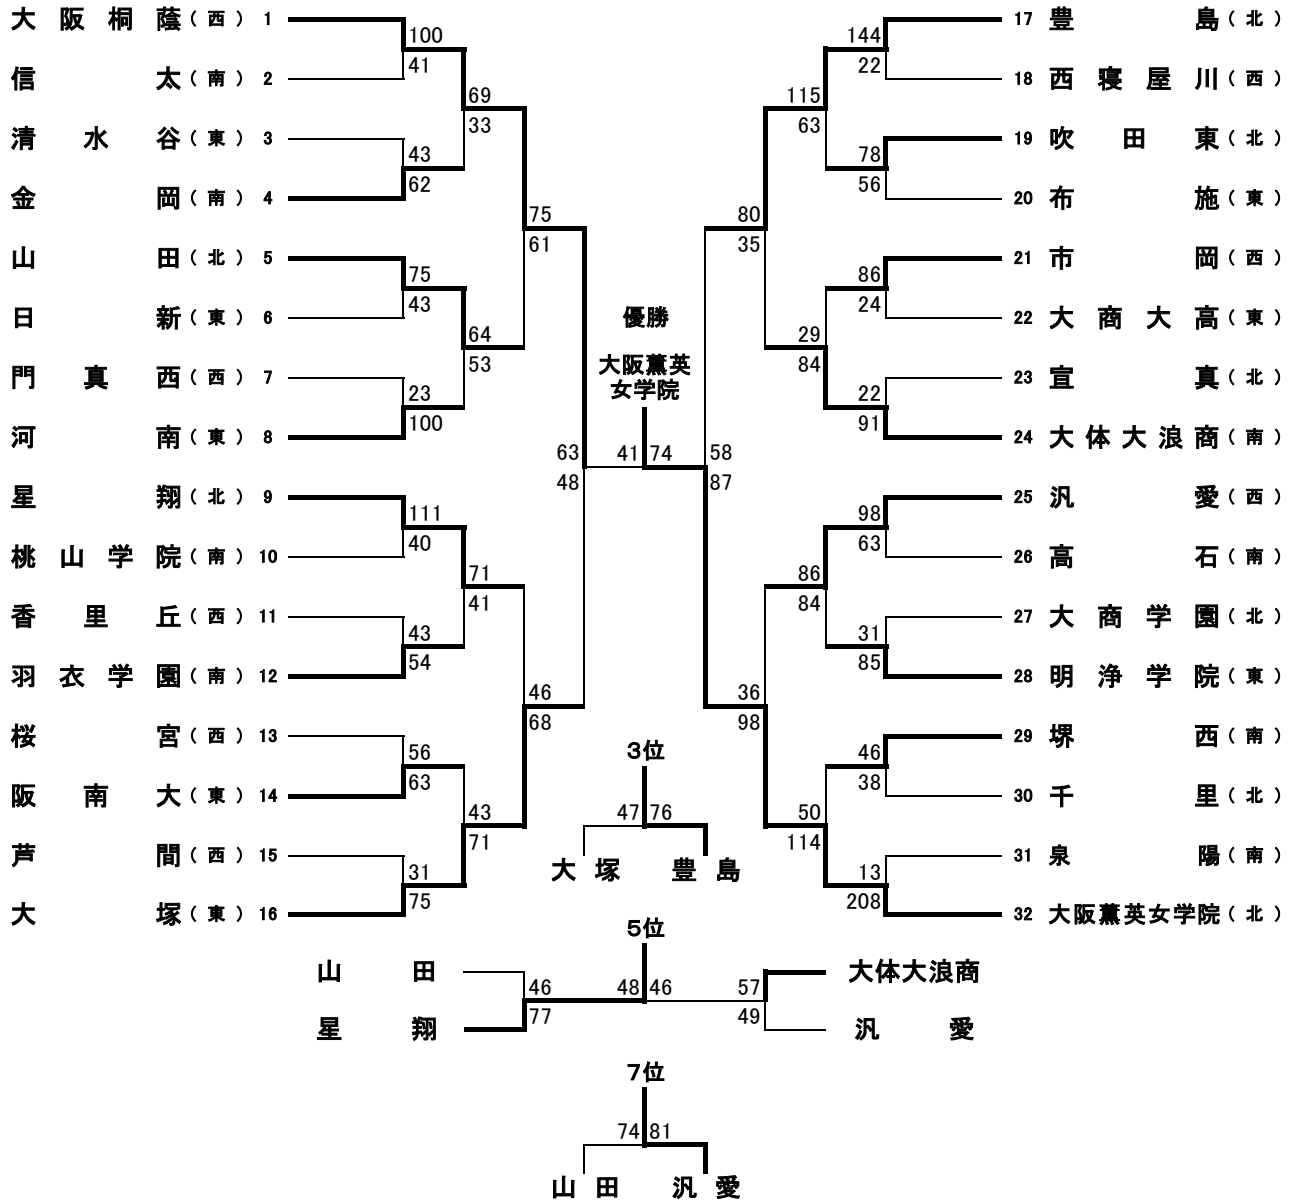 大阪桐蔭（西） 1
100
41
信太（南） 2
69
33
清水谷（東） 3
43
62
金岡（南） 4
75
61
山田（北） 5
75
43
日新（東） 6
64
53
門真西（西） 7
23
100
河南（東） 8
63
48
星翔（北） 9
111
40
桃山学院（南） 10
71
41
香里丘（西） 11
43
54
羽衣学園（南） 12
46
68
桜宮（西） 13
56
63
阪南大（東） 14
43
71
芦間（西） 15
31
75
大塚（東） 16
優勝
大阪薫英
女学院
41 74
17 豊島（北）
144
22
18 西寝屋川（西）
115
63
19 吹田東（北）
78
56
20 布施（東）
80
35
21 市岡（西）
86
24
22 大商大高（東）
29
84
23 宣真（北）
22
91
24 大体大浪商（南）
58
87
25 汎愛（西）
98
63
26 高石（南）
86
84
27 大商学園（北）
31
85
28 明浄学院（東）
36
98
29 堺西（南）
46
38
30 千里（北）
50
114
31 泉陽（南）
13
208
32 大阪薫英女学院（北）
3位
47 76
大塚 豊島
5位
山田 大体大浪商
46 48 46 57
77 49
星翔 汎愛
7位
74 81
山田 汎愛